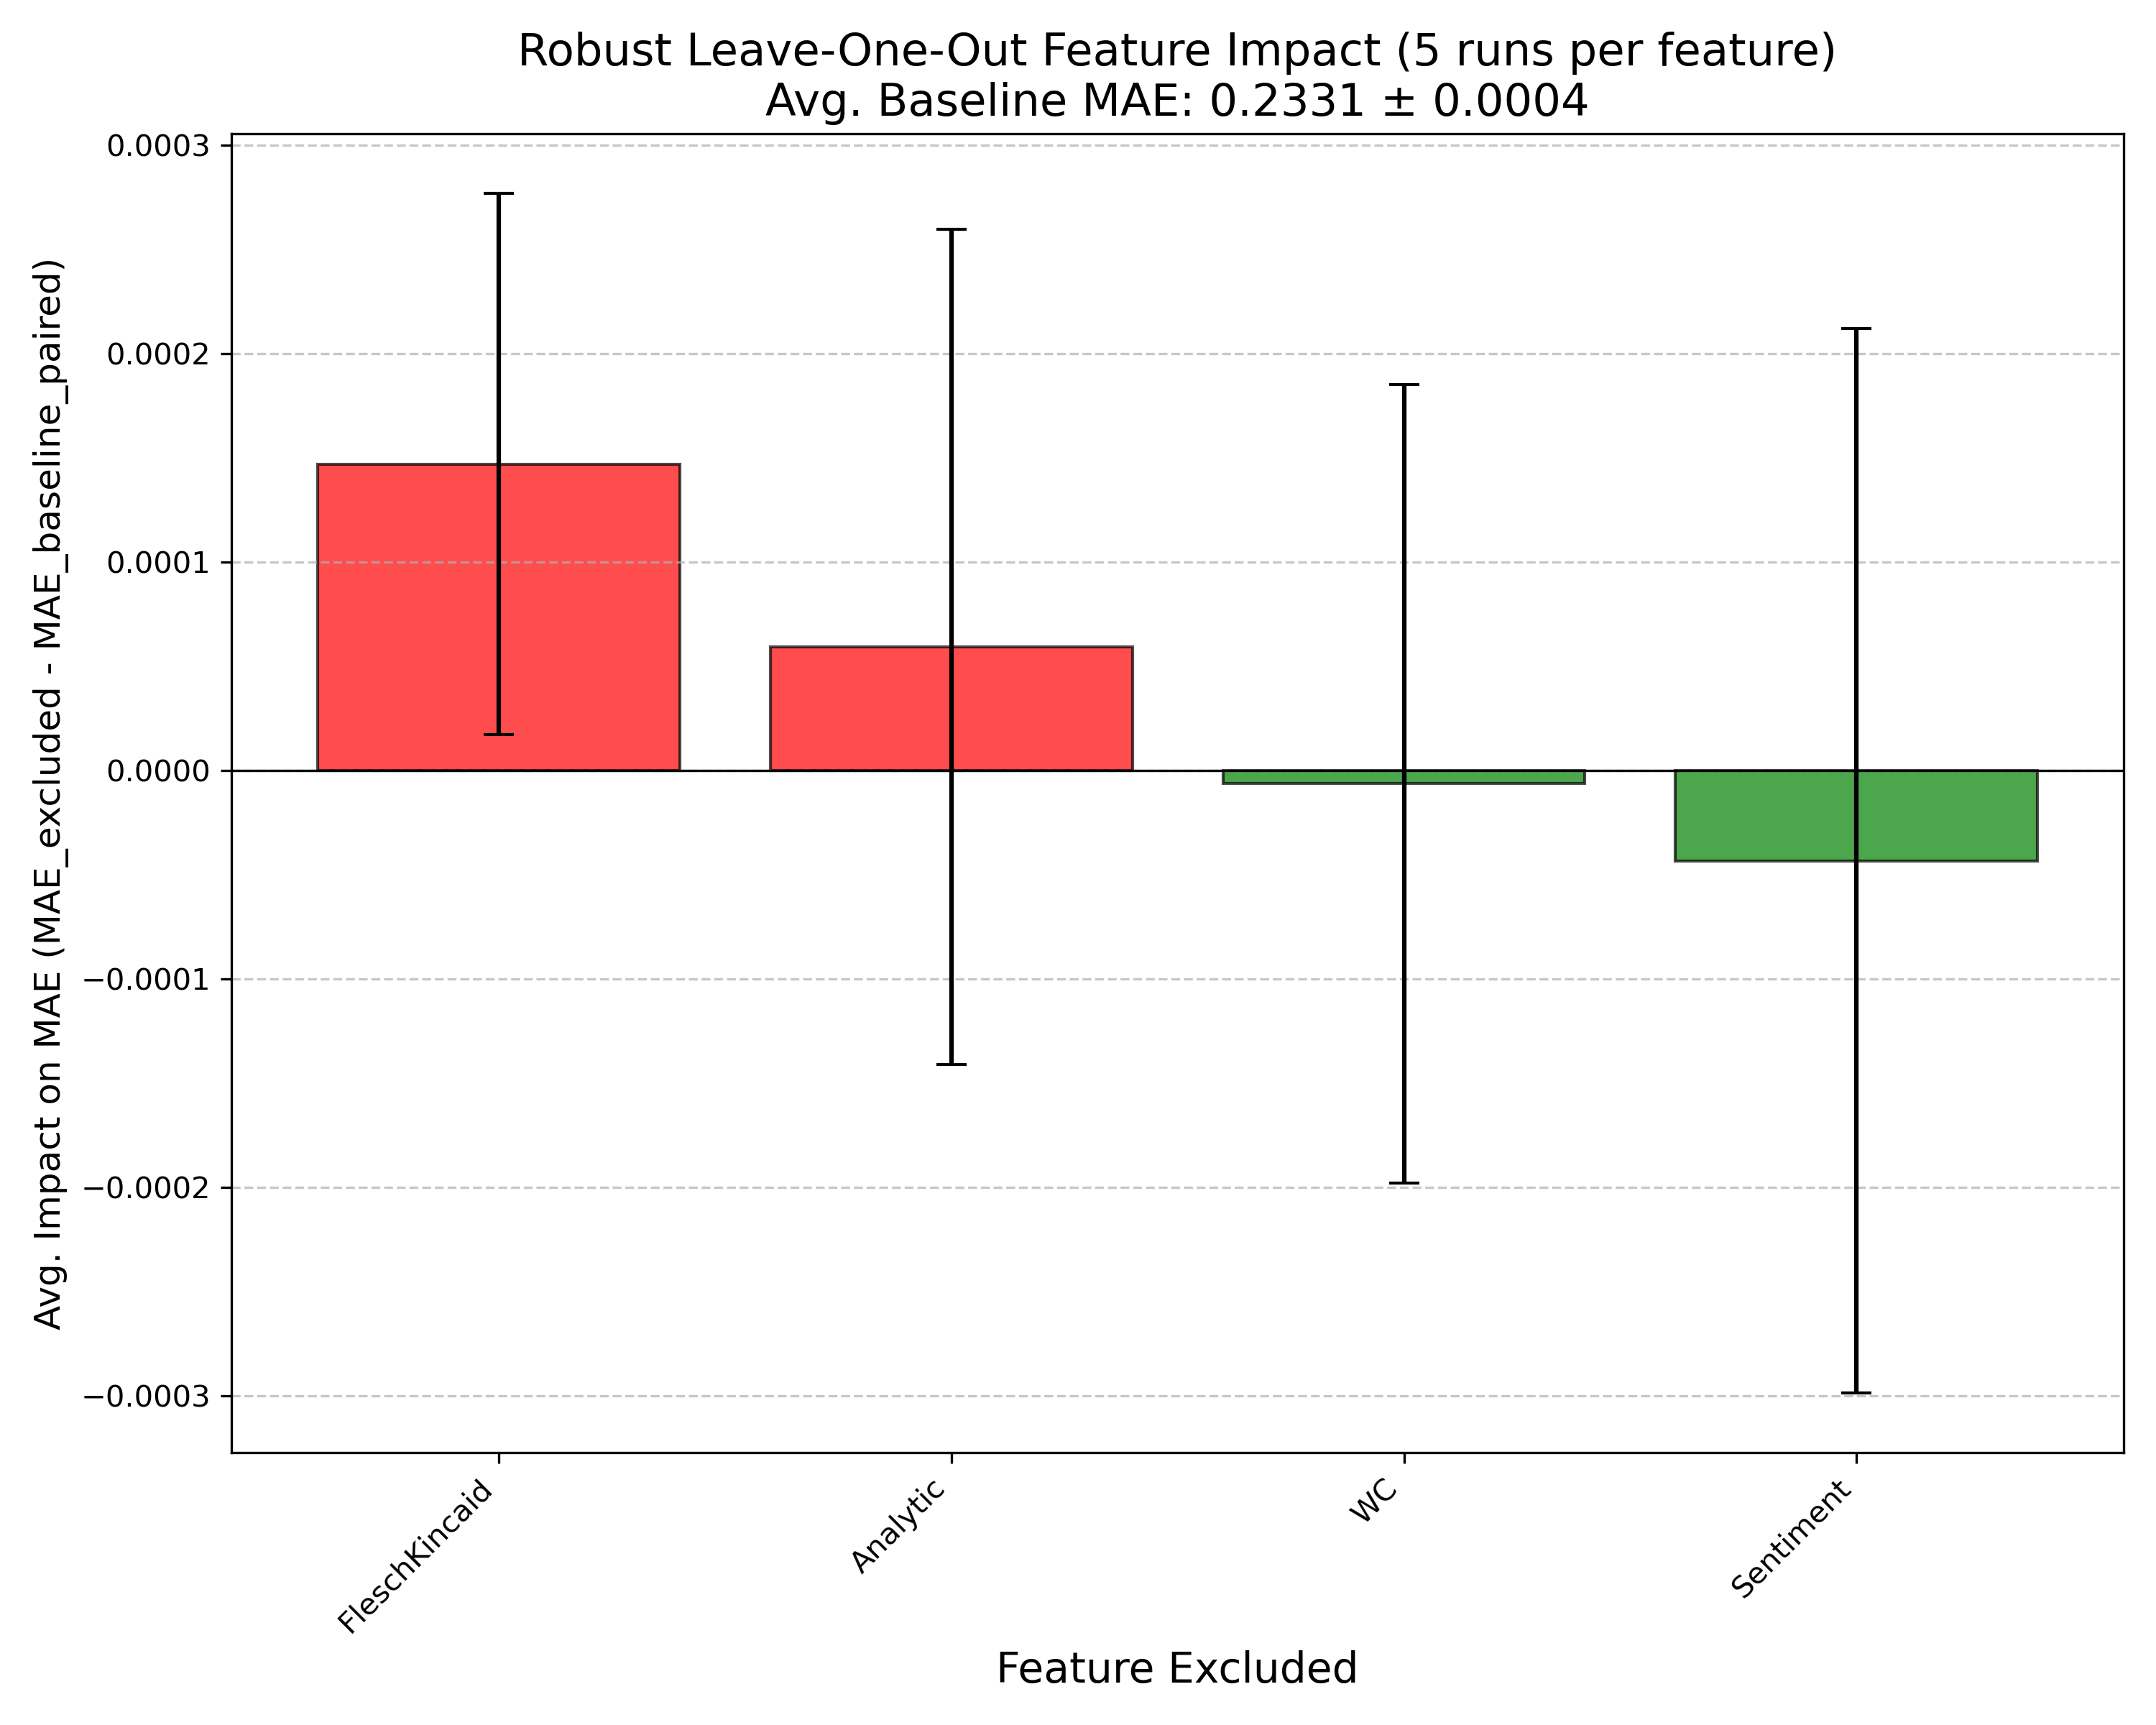 Robust Leave-One-Out Feature Impact (5 runs per feature)
Avg. Baseline MAE: 0.2331 ± 0.0004
Avg. Impact on MAE (MAE_excluded - MAE_baseline_paired)
0.0003
0.0002
0.0001
0.0000
−0.0001
−0.0002
−0.0003
FleschKincaid
Analytic
WC
Sentiment
Feature Excluded